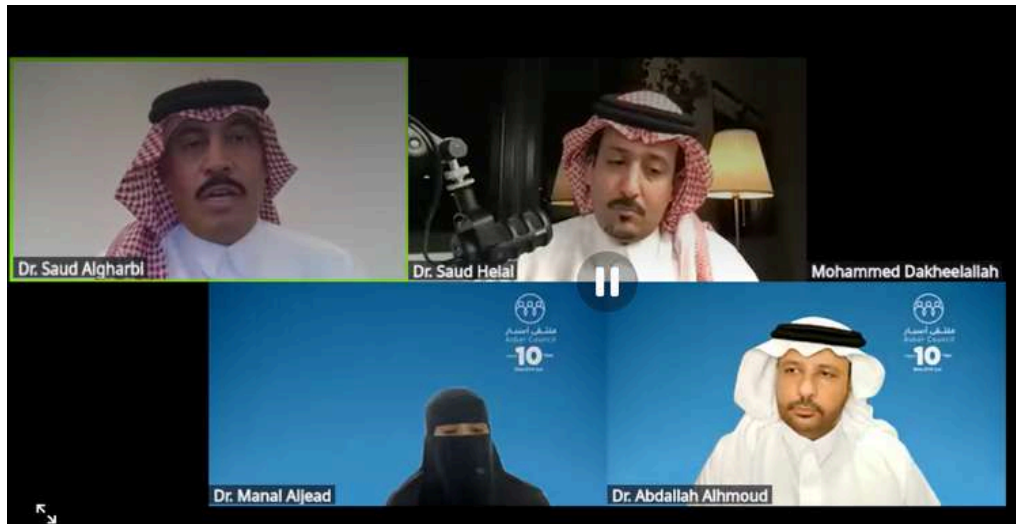 Dr. Saud Algharbi
Dr. Saud Helal
Mohammed Dakheelallah
ملتقى أسبار
Asbar Council
10
ملتقى أسبار
Asbar Council
10
Dr. Manal Aljead
Dr. Abdallah Alhmoud